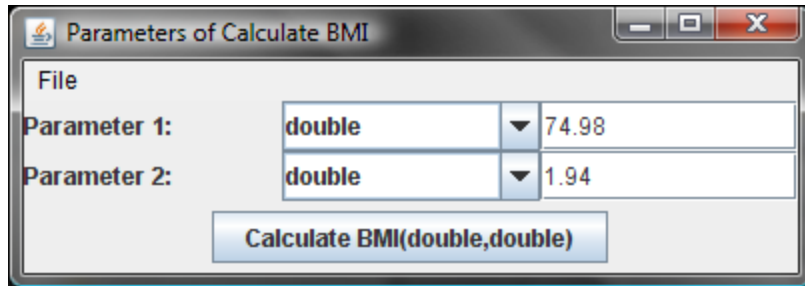 Parameters of Calculate BMI
File
Parameter 1: double 74.98
Parameter 2: double 1.94
Calculate BMI(double,double)